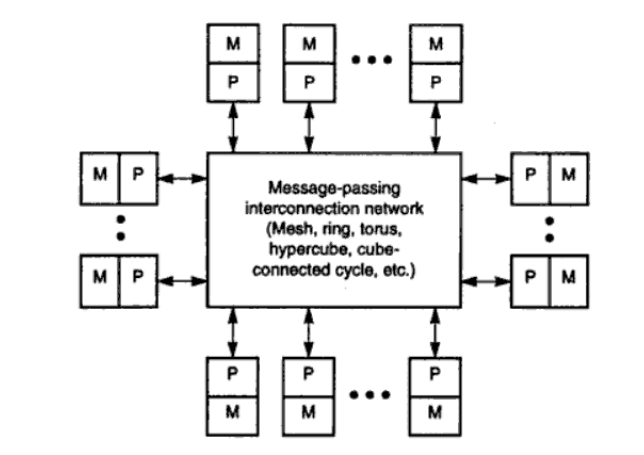 M M M
P P P
M P
P M
Message-passing
interconnection network
(Mesh, ring, torus,
hypercube, cube-
connected cycle, etc.)
M P
P M
P P P
M M M